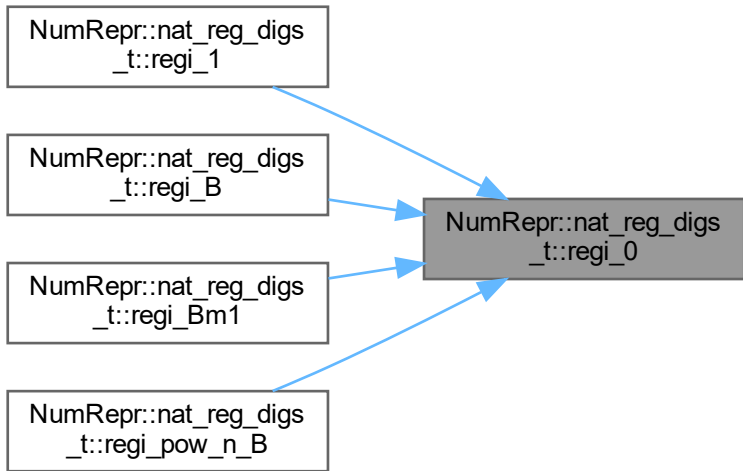 NumRepr::nat_reg_digs
_t::regi_1
NumRepr::nat_reg_digs
_t::regi_B
NumRepr::nat_reg_digs
_t::regi_0
NumRepr::nat_reg_digs
_t::regi_Bm1
NumRepr::nat_reg_digs
_t::regi_pow_n_B